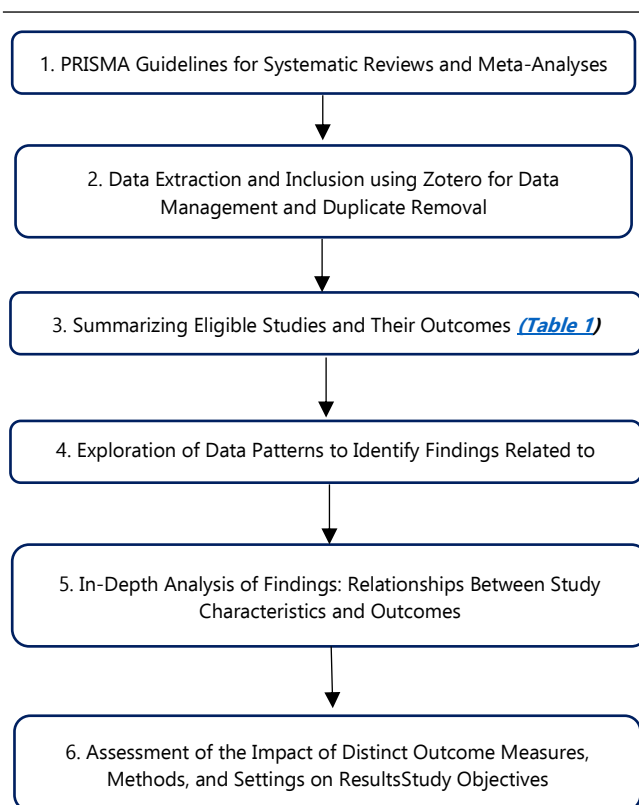 1. PRISMA Guidelines for Systematic Reviews and Meta-Analyses
2. Data Extraction and Inclusion using Zotero for Data
Management and Duplicate Removal
3. Summarizing Eligible Studies and Their Outcomes (Table 1)
4. Exploration of Data Patterns to Identify Findings Related to
5. In-Depth Analysis of Findings: Relationships Between Study
Characteristics and Outcomes
6. Assessment of the Impact of Distinct Outcome Measures,
Methods, and Settings on ResultsStudy Objectives